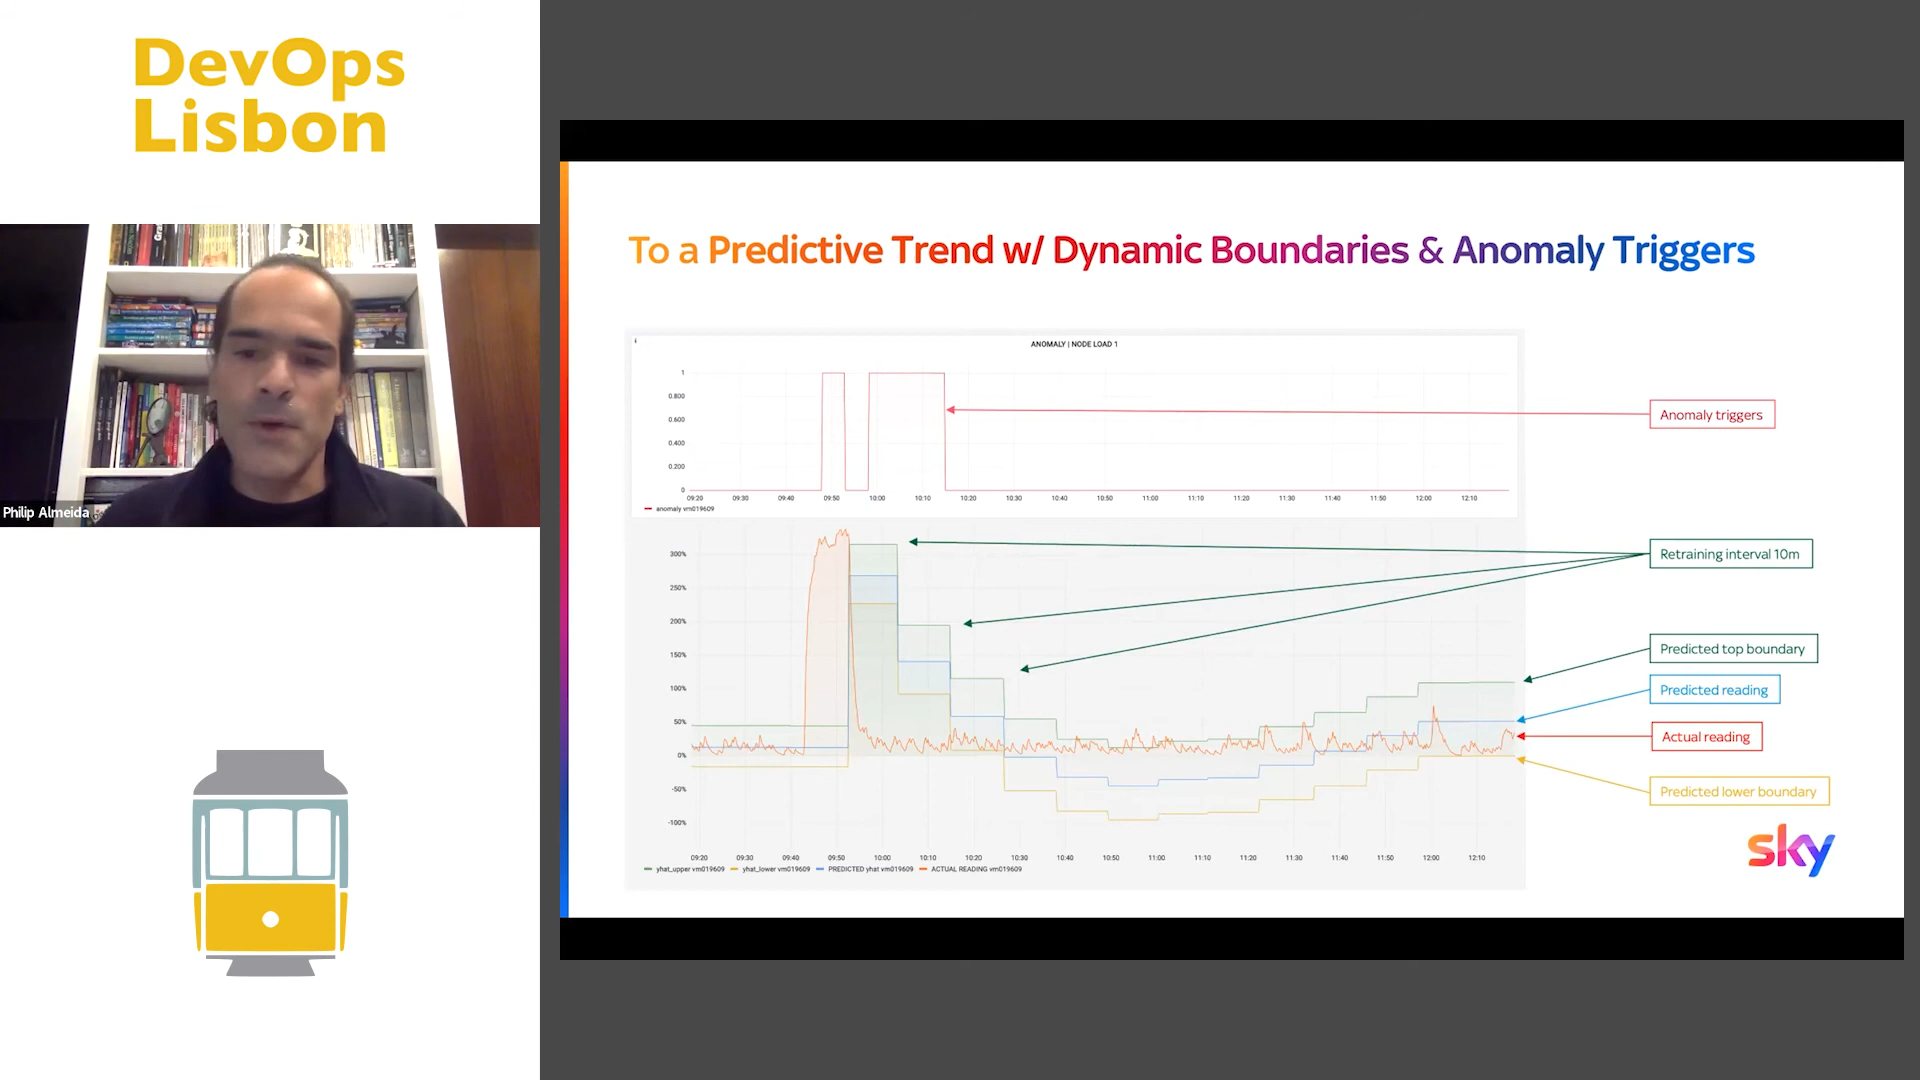 DevOps
Lisbon
Philip Almeida
To a Predictive Trend w/ Dynamic Boundaries & Anomaly Triggers
ANOMALY | NODE LOAD 1
1
0.800
0.600
0.400
0.200
0
09:20 09:30 09:40 09:50 10:00 10:10 10:20 10:30 10:40 10:50 11:00 11:10 11:20 11:30 11:40 11:50 12:00 12:10
anomaly vm019609
Anomaly triggers
300%
250%
200%
150%
100%
50%
0%
-50%
-100%
09:20 09:30 09:40 09:50 10:00 10:10 10:20 10:30 10:40 10:50 11:00 11:10 11:20 11:30 11:40 11:50 12:00 12:10
yhat_upper vm019609 yhat_lower vm019609 PREDICTED yhat vm019609 ACTUAL READING vm019609
Retraining interval 10m
Predicted top boundary
Predicted reading
Actual reading
Predicted lower boundary
sky